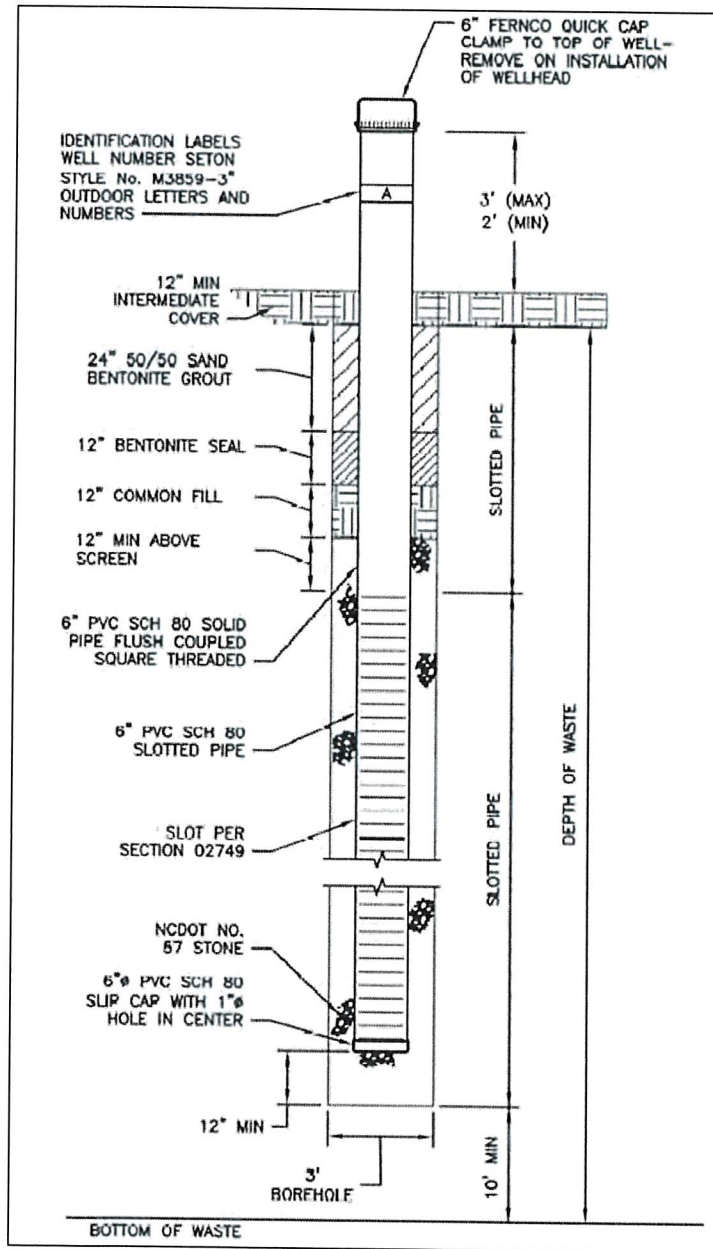 6" FERNCO QUICK CAP
CLAMP TO TOP OF WELL-
REMOVE ON INSTALLATION
OF WELLHEAD
IDENTIFICATION LABELS
WELL NUMBER SETON
STYLE No. M3859-3"
OUTDOOR LETTERS AND
NUMBERS
A
3' (MAX)
2' (MIN)
12" MIN
INTERMEDIATE
COVER
24" 50/50 SAND
BENTONITE GROUT
12" BENTONITE SEAL
12" COMMON FILL
12" MIN ABOVE
SCREEN
SLOTTED PIPE
6" PVC SCH 80 SOLID
PIPE FLUSH COUPLED
SQUARE THREADED
6" PVC SCH 80
SLOTTED PIPE
SLOT PER
SECTION 02749
SLOTTED PIPE
DEPTH OF WASTE
NCDOT NO.
57 STONE
6"ø PVC SCH 80
SLIP CAP WITH 1"ø
HOLE IN CENTER
12" MIN
3'
BOREHOLE
10' MIN
BOTTOM OF WASTE